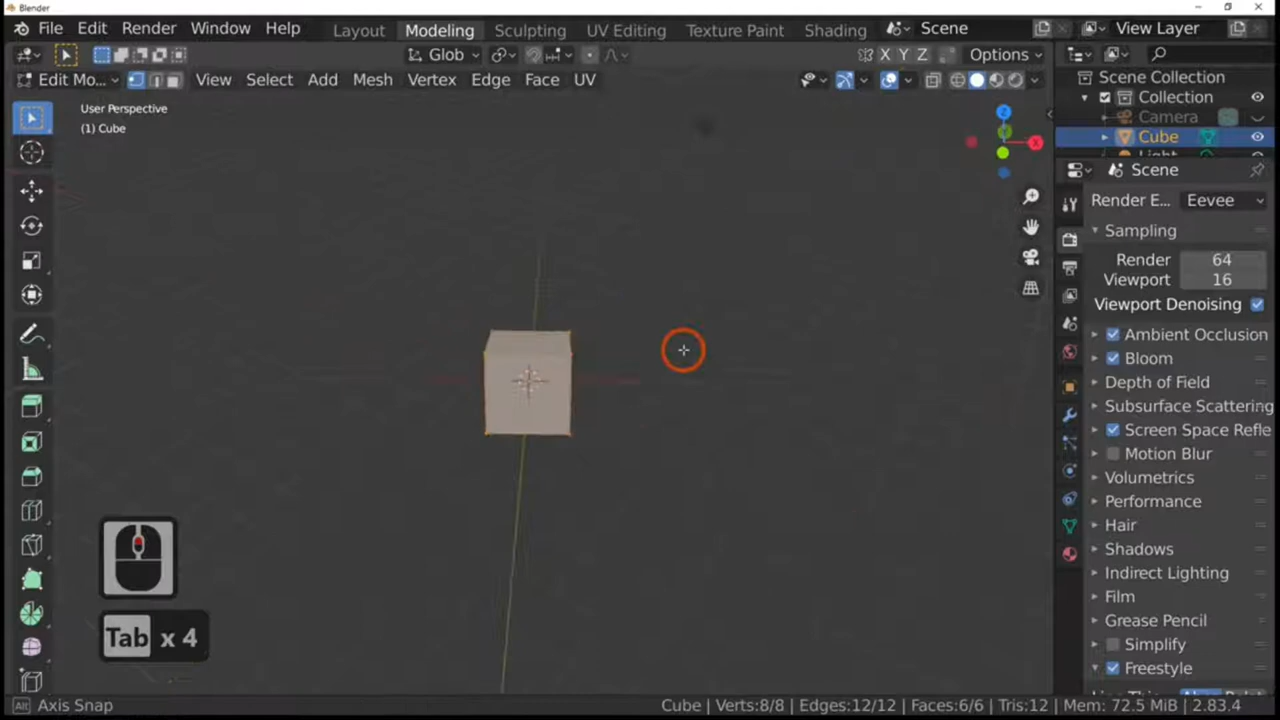 Blender
File Edit Render Window Help Layout Modeling Sculpting UV Editing Texture Paint Shading Scene View Layer
Glob X Y Z Options
Edit Mo... View Select Add Mesh Vertex Edge Face UV
User Perspective
(1) Cube
Scene Collection
Collection
Camera
Cube
Light
Scene
Render E... Eevee
Sampling
Render 64
Viewport 16
Viewport Denoising
Ambient Occlusion
Bloom
Depth of Field
Subsurface Scattering
Screen Space Refle
Motion Blur
Volumetrics
Performance
Hair
Shadows
Indirect Lighting
Film
Grease Pencil
Simplify
Freestyle
X
Z
Tab x 4
Alt Axis Snap
Cube | Verts:8/8 | Edges:12/12 | Faces:6/6 | Tris:12 | Mem: 72.5 MiB | 2.83.4